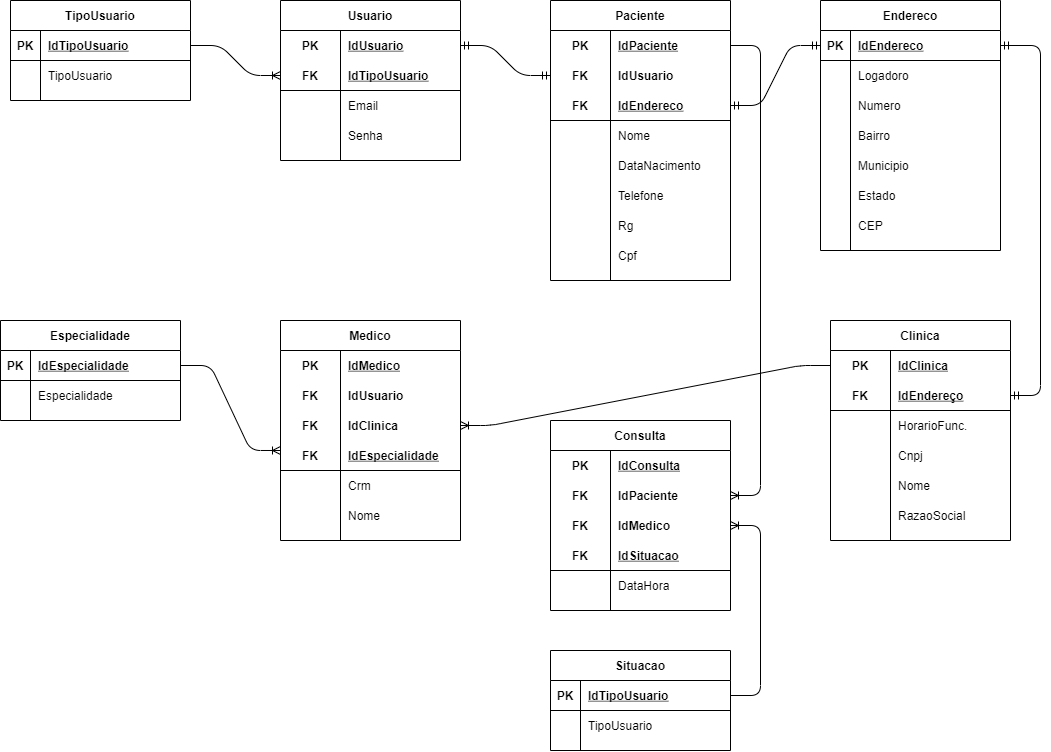 TipoUsuario
PK IdTipoUsuario
TipoUsuario
Usuario
PK IdUsuario
FK IdTipoUsuario
Email
Senha
Paciente
PK IdPaciente
FK IdUsuario
FK IdEndereco
Nome
DataNacimento
Telefone
Rg
Cpf
Endereco
PK IdEndereco
Logadoro
Numero
Bairro
Municipio
Estado
CEP
Especialidade
PK IdEspecialidade
Especialidade
Medico
PK IdMedico
FK IdUsuario
FK IdClinica
FK IdEspecialidade
Crm
Nome
Clinica
PK IdClinica
FK IdEndereço
HorarioFunc.
Cnpj
Nome
RazaoSocial
Consulta
PK IdConsulta
FK IdPaciente
FK IdMedico
FK IdSituacao
DataHora
Situacao
PK IdTipoUsuario
TipoUsuario